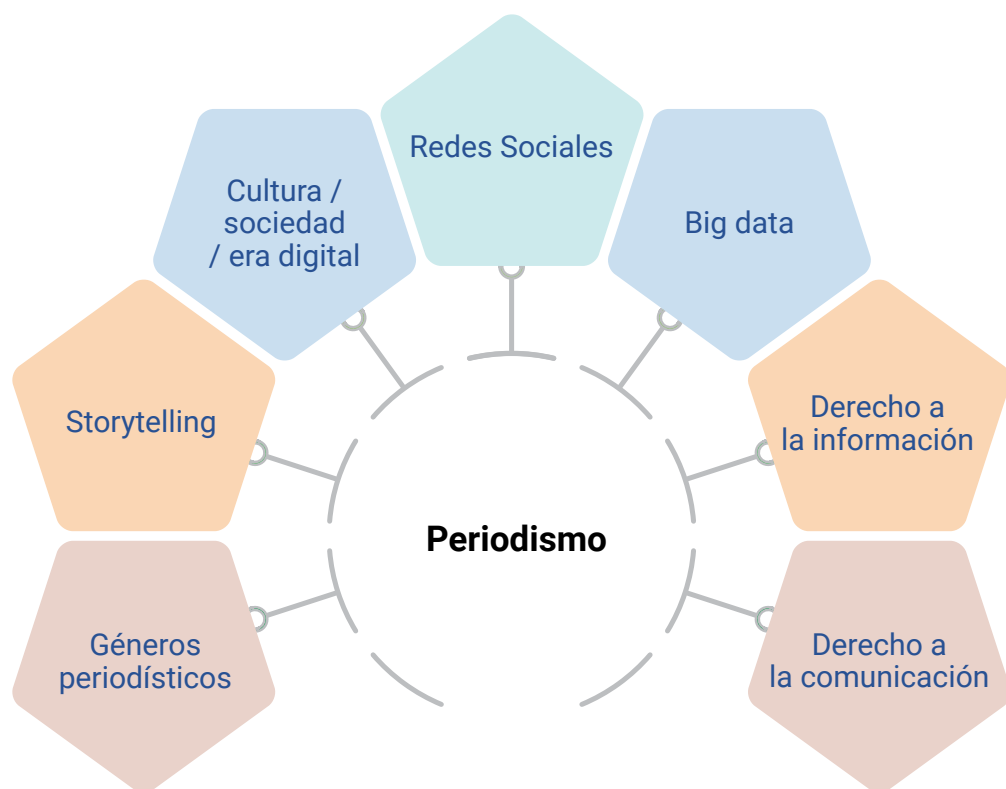 Redes Sociales
Cultura /
sociedad
/ era digital
Big data
Storytelling
Derecho a
la información
Periodismo
Géneros
periodísticos
Derecho a
la comunicación